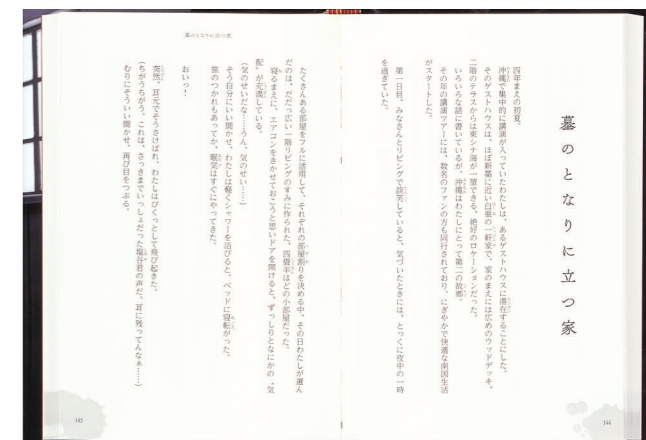 墓のとなりに立つ家
四年まえの初夏。
沖縄で集中的に講演が入っていたわたしは、あるゲストハウスに滞在することにした。
そのゲストハウスは、ほぼ新築に近い白亜の一軒家で、家のまえには広めのウッドデッキ、
二階のテラスからは東シナ海が一望できる、絶好のロケーションだった。
いろいろな話に書いているが、沖縄はわたしにとって第二の故郷。
その年の講演ツアーには、数名のファンの方も同行されており、にぎやかで快適な南国生活
がスタートした。
第一日目、みなさんとリビングで談笑していると、気づいたときには、とっくに夜中の一時
を過ぎていた。
144
墓のとなりに立つ家
たくさんある部屋をフルに活用して、それぞれの部屋割りを決める中、その日わたしが選ん
だのは、だだっ広い一階リビングのすみに作られた、四畳半ほどの小部屋だった。
寝るまえに、エアコンをきかせておこうと思いドアを開けると、ずっしりとなにかの〝気
配〟が充満している。
(気のせいだな……うん、気のせい……)
そう自分にいい聞かせ、わたしは軽くシャワーを浴びると、ベッドに寝転がった。
旅のつかれもあってか、眠気はすぐにやってきた。
おいっ!
突然、耳元でそうさけばれ、わたしはびくっとして飛び起きた。
(ちがうちがう。これは、さっきまでいっしょだった塩谷君の声だ。耳に残ってんなぁ……)
むりにそういい聞かせ、再び目をつぶる。
145